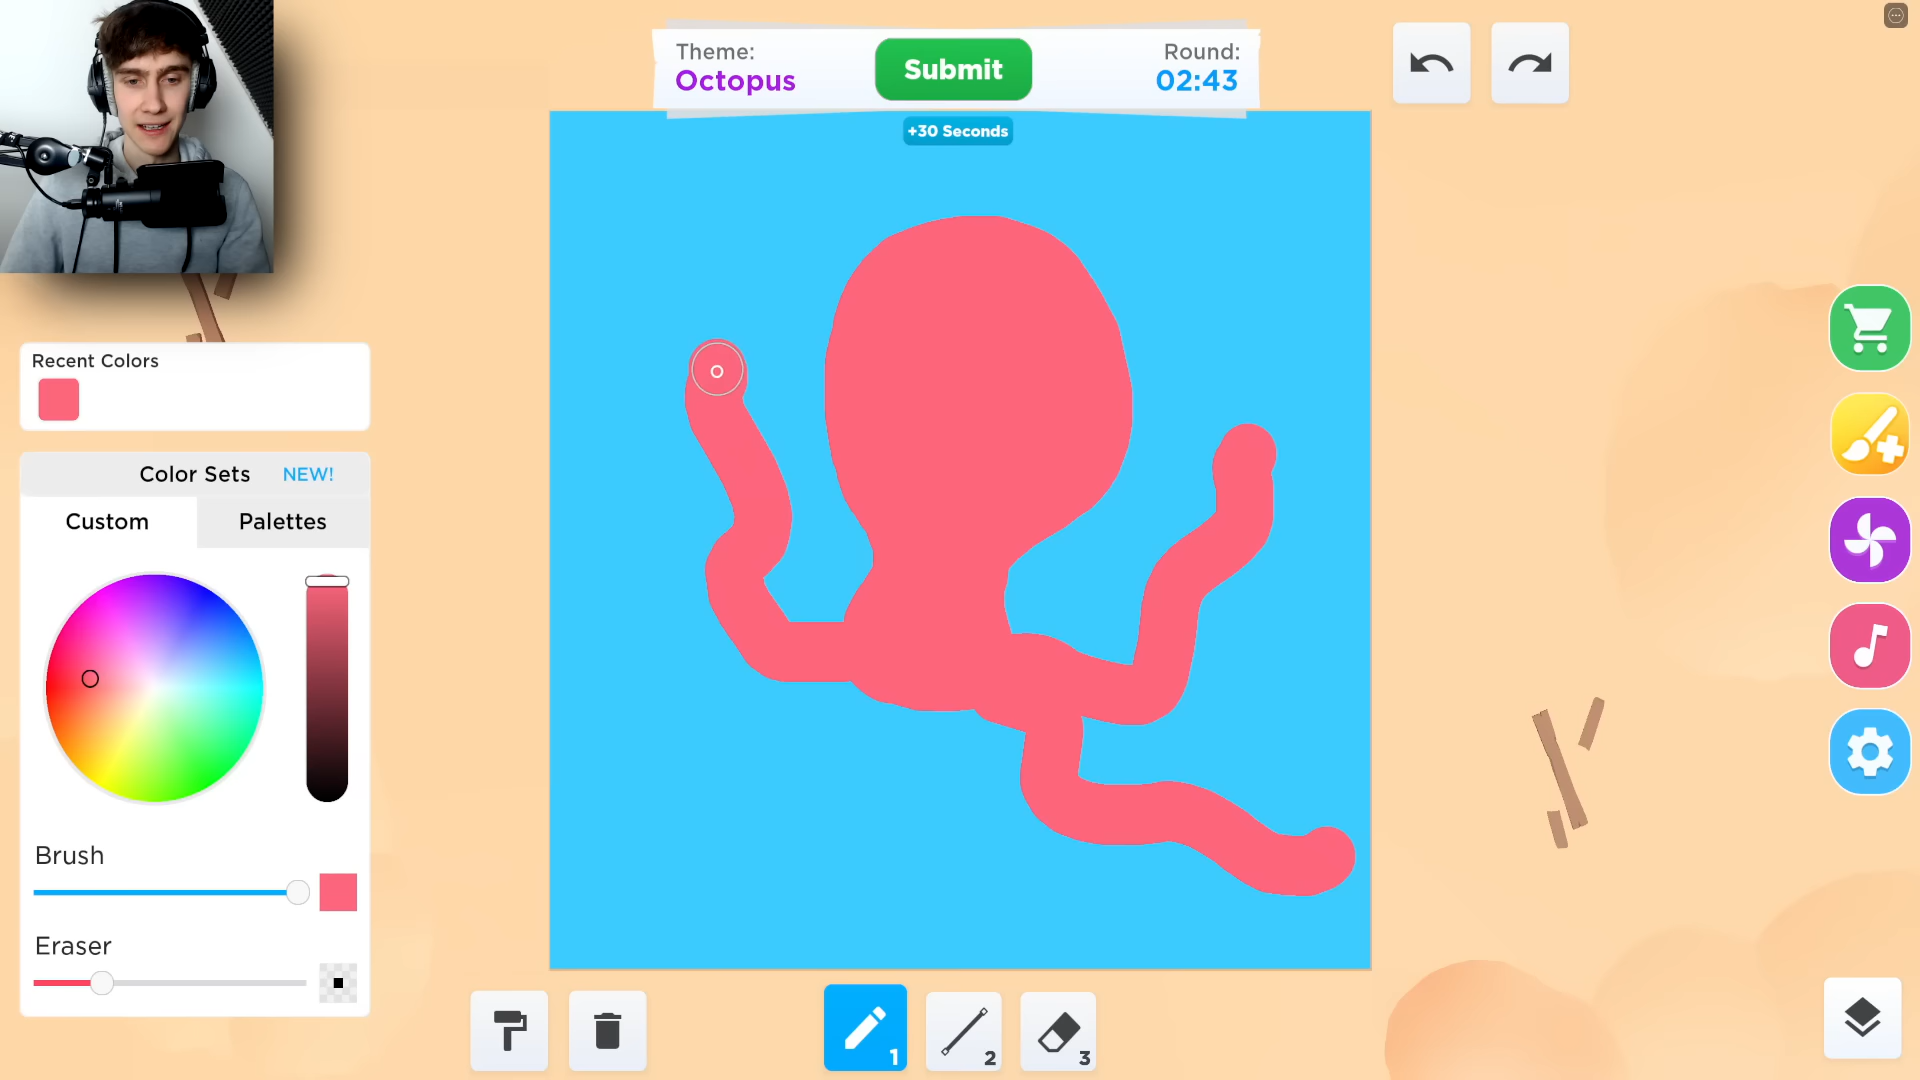 Theme:
Octopus
Submit
Round:
02:43
+30 Seconds
Recent Colors
Color Sets NEW!
Custom
Palettes
Brush
Eraser
1
2
3